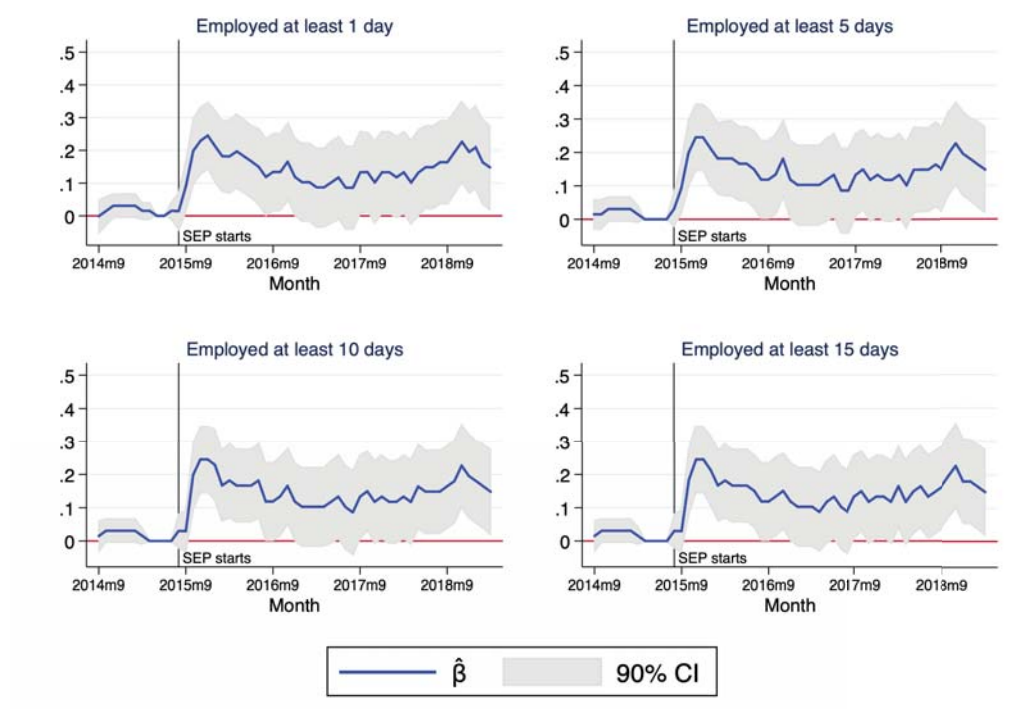 Employed at least 1 day
.5
.4
.3
.2
.1
0
SEP starts
2014m9 2015m9 2016m9 2017m9 2018m9
Month
Employed at least 5 days
.5
.4
.3
.2
.1
0
SEP starts
2014m9 2015m9 2016m9 2017m9 2018m9
Month
Employed at least 10 days
.5
.4
.3
.2
.1
0
SEP starts
2014m9 2015m9 2016m9 2017m9 2018m9
Month
Employed at least 15 days
.5
.4
.3
.2
.1
0
SEP starts
2014m9 2015m9 2016m9 2017m9 2018m9
Month
β̂ 90% CI